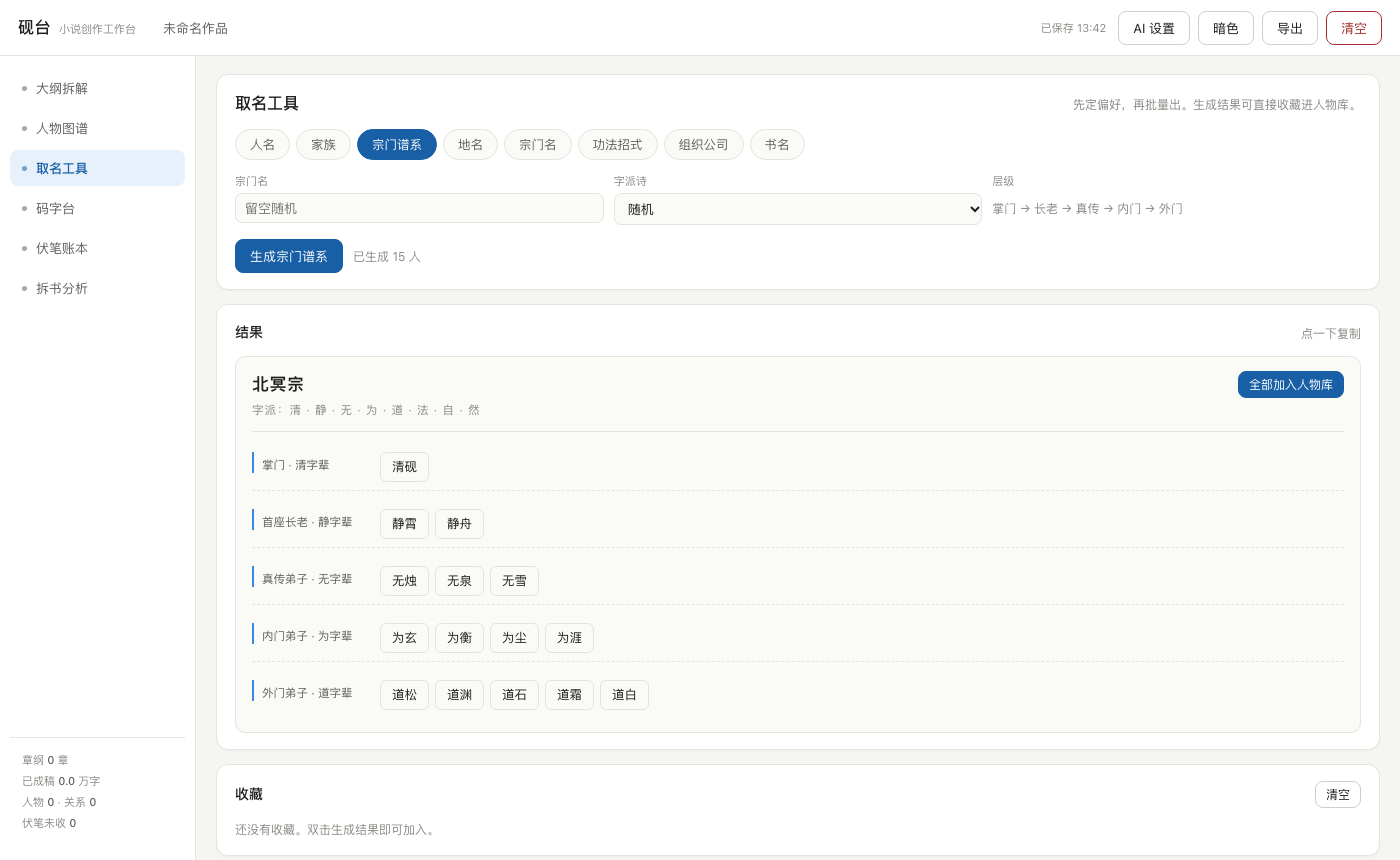 砚台 小说创作工作台 未命名作品 已保存 13:42 AI 设置 暗色 导出 清空
大纲拆解
人物图谱
取名工具
码字台
伏笔账本
拆书分析
章纲 0 章
已成稿 0.0 万字
人物 0 · 关系 0
伏笔未收 0
取名工具 先定偏好，再批量出。生成结果可直接收藏进人物库。
人名 家族 宗门谱系 地名 宗门名 功法招式 组织公司 书名
宗门名 字派诗 层级
留空随机 随机 掌门 → 长老 → 真传 → 内门 → 外门
生成宗门谱系 已生成 15 人
结果 点一下复制
北冥宗 全部加入人物库
字派：清 · 静 · 无 · 为 · 道 · 法 · 自 · 然
掌门 · 清字辈 清砚
首座长老 · 静字辈 静霄 静舟
真传弟子 · 无字辈 无烛 无泉 无雪
内门弟子 · 为字辈 为玄 为衡 为尘 为涯
外门弟子 · 道字辈 道松 道渊 道石 道霜 道白
收藏 清空
还没有收藏。双击生成结果即可加入。